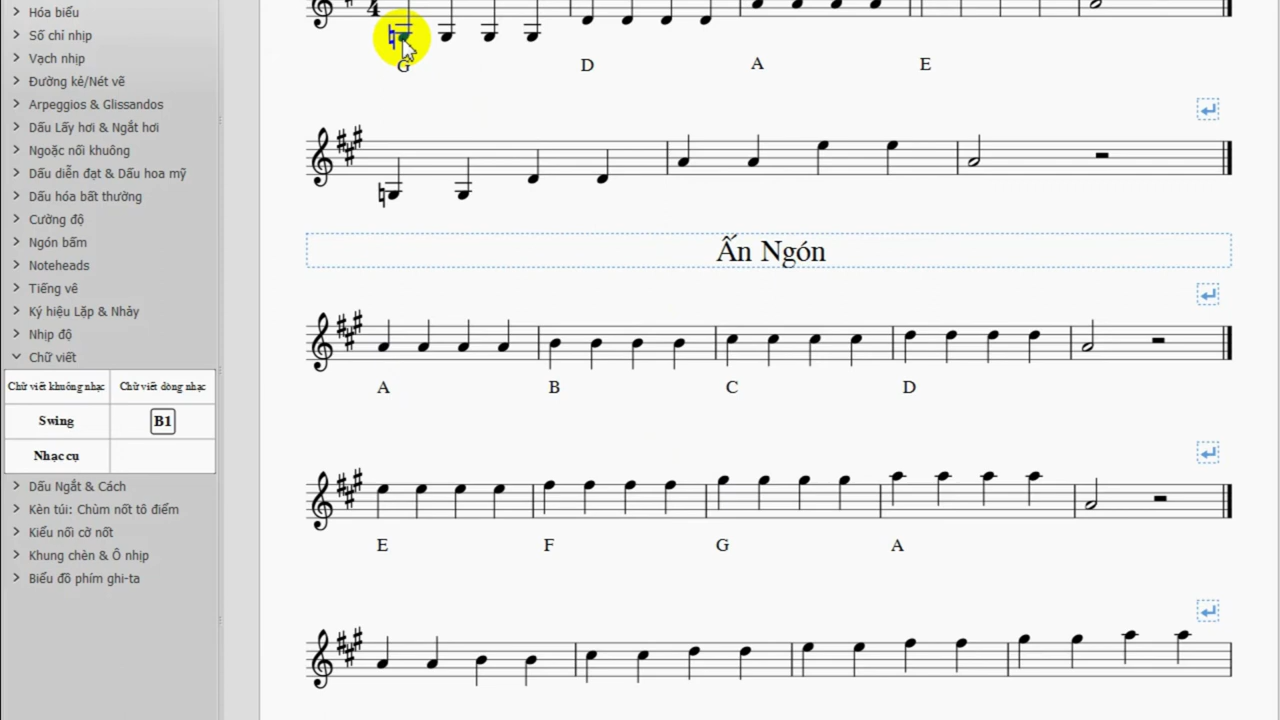 Hóa biểu
Số chỉ nhịp
Vạch nhịp
Đường kẻ/Nét vẽ
Arpeggios & Glissandos
Dấu Lấy hơi & Ngắt hơi
Ngoặc nối khuông
Dấu diễn đạt & Dấu hoa mỹ
Dấu hóa bất thường
Cường độ
Ngón bấm
Noteheads
Tiếng vê
Ký hiệu Lặp & Nhảy
Nhịp độ
Chữ viết
Chữ viết khuông nhạc Chữ viết dòng nhạc
Swing B1
Nhạc cụ
Dấu Ngắt & Cách
Kèn túi: Chùm nốt tô điểm
Kiểu nối cờ nốt
Khung chèn & Ô nhịp
Biểu đồ phím ghi-ta
4
G D A E
Ấn Ngón
A B C D
E F G A